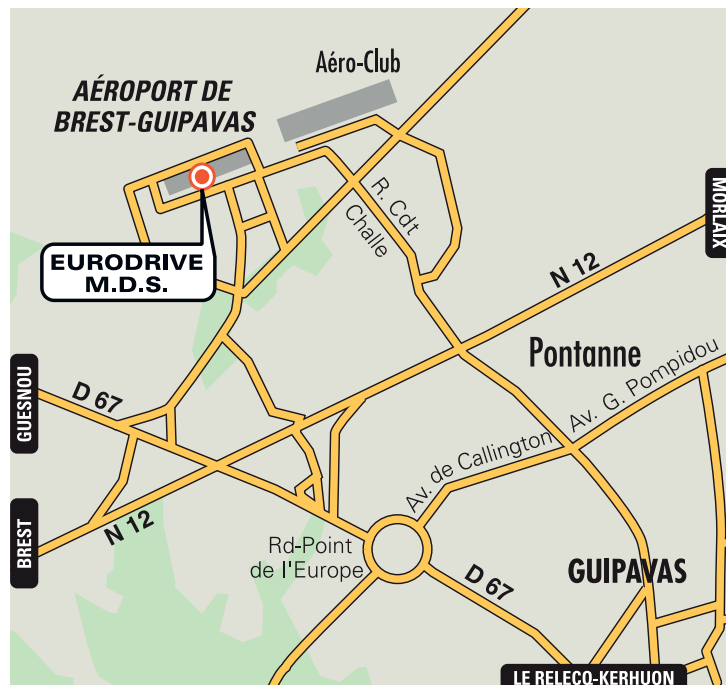 Aéro-Club
AÉROPORT DE
BREST-GUIPAVAS
MORLAIX
R. Cdt
Challe
EURODRIVE
M.D.S.
N 12
Pontanne
GUESNOU
D 67
Av. G. Pompidou
Av. de Callington
BREST
N 12
Rd-Point
de l'Europe
D 67
GUIPAVAS
LE RELECQ-KERHUON